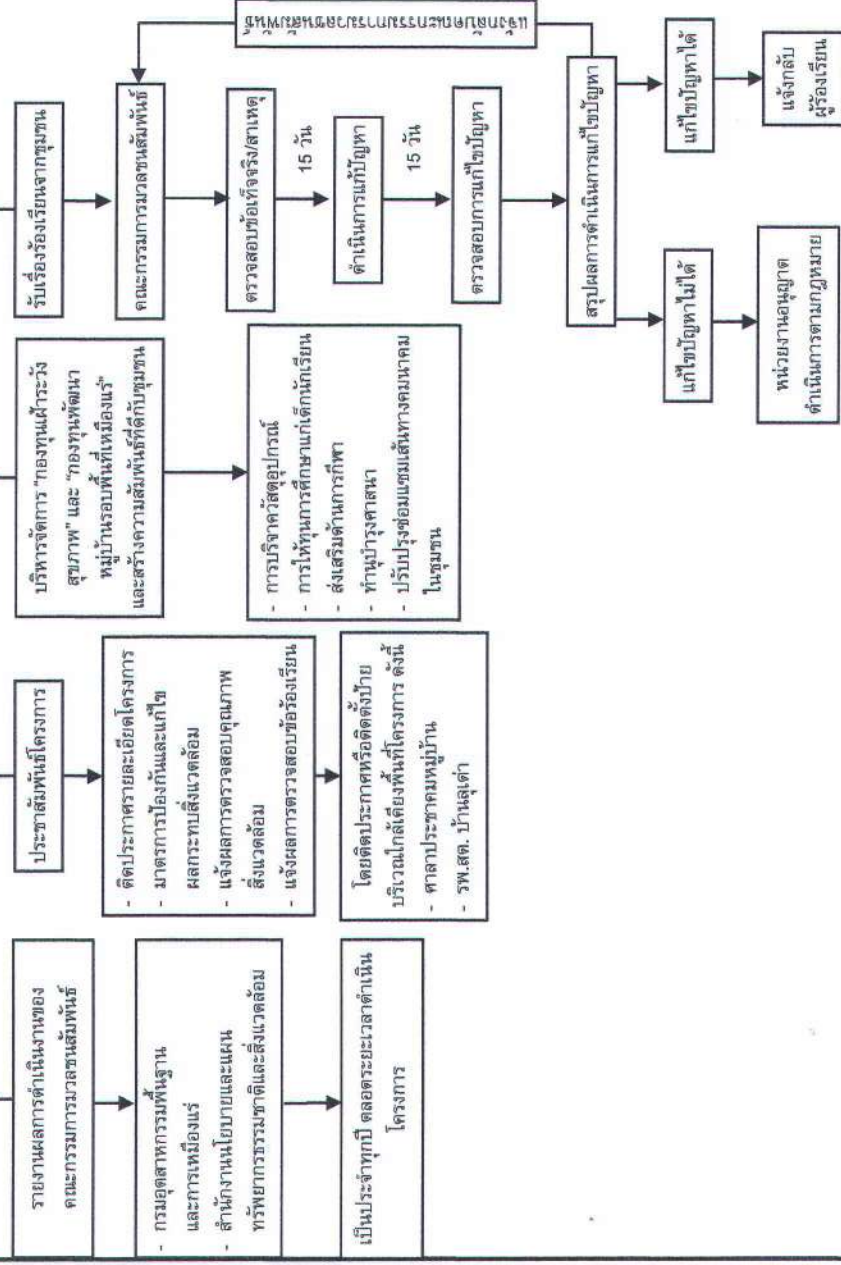 รายงานผลการดำเนินงานของ
คณะกรรมการมวลชนสัมพันธ์
- กรมอุตสาหกรรมพื้นฐาน
และการเหมืองแร่
- สำนักงานนโยบายและแผน
ทรัพยากรธรรมชาติและสิ่งแวดล้อม
เป็นประจำทุกปี ตลอดระยะเวลาดำเนิน
โครงการ
ประชาสัมพันธ์โครงการ
- ติดประกาศรายละเอียดโครงการ
- มาตรการป้องกันและแก้ไข
ผลกระทบสิ่งแวดล้อม
- แจ้งผลการตรวจสอบคุณภาพ
สิ่งแวดล้อม
- แจ้งผลการตรวจสอบข้อร้องเรียน
โดยติดประกาศหรือติดตั้งป้าย
บริเวณใกล้เคียงพื้นที่โครงการ ดังนี้
- ศาลาประชาคมหมู่บ้าน
- รพ.สต. บ้านลุเต่า
บริหารจัดการ "กองทุนเฝ้าระวัง
สุขภาพ" และ "กองทุนพัฒนา
หมู่บ้านรอบพื้นที่เหมืองแร่"
และสร้างความสัมพันธ์ที่ดีกับชุมชน
- การบริจาควัสดุอุปกรณ์
- การให้ทุนการศึกษาแก่เด็กนักเรียน
- ส่งเสริมด้านการกีฬา
- ทำนุบำรุงศาสนา
- ปรับปรุงซ่อมแซมเส้นทางคมนาคม
ในชุมชน
รับเรื่องร้องเรียนจากชุมชน
คณะกรรมการมวลชนสัมพันธ์
ตรวจสอบข้อเท็จจริง/สาเหตุ
15 วัน
ดำเนินการแก้ปัญหา
15 วัน
ตรวจสอบการแก้ไขปัญหา
สรุปผลการดำเนินการแก้ไขปัญหา
แก้ไขปัญหาไม่ได้
หน่วยงานอนุญาต
ดำเนินการตามกฎหมาย
แก้ไขปัญหาได้
แจ้งกลับ
ผู้ร้องเรียน
แจ้งกลับคณะกรรมการมวลชนสัมพันธ์